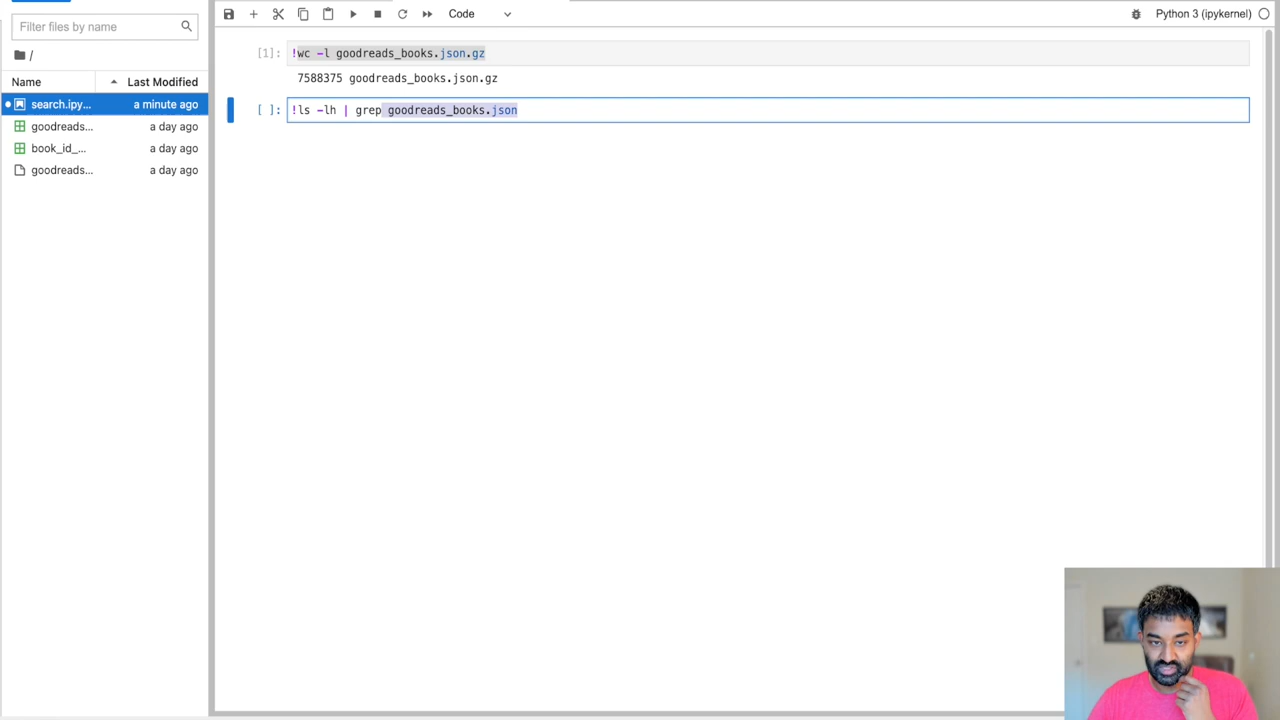 Filter files by name
/
Name Last Modified
search.ipy... a minute ago
goodreads... a day ago
book_id_... a day ago
goodreads... a day ago
Code
Python 3 (ipykernel)
[1]: !wc -l goodreads_books.json.gz
7588375 goodreads_books.json.gz
[ ]: !ls -lh | grep goodreads_books.json